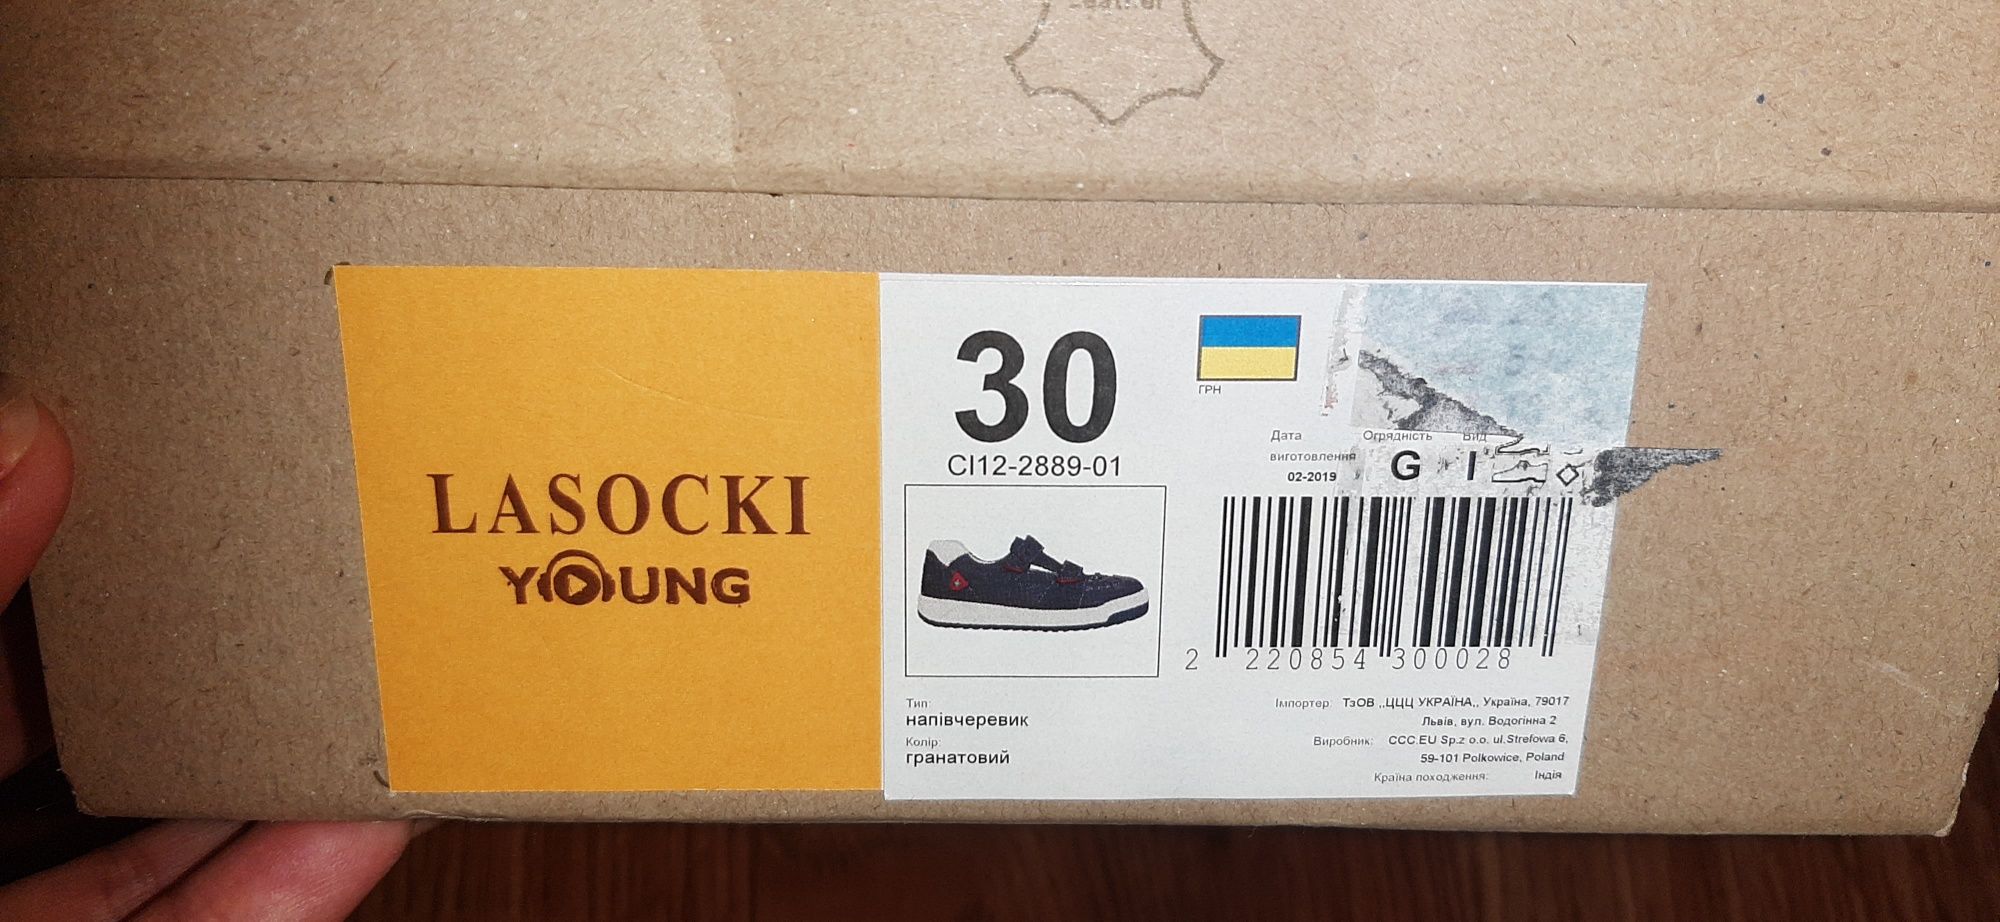 Leather
LASOCKI
YOUNG
30
CI12-2889-01
ГРН
Дата
виготовлення
02-2019
Огрядність
Вид
G I
2 220854 300028
Тип:
напівчеревик
Колір:
гранатовий
Імпортер: ТзОВ ,,ЦЦЦ УКРАЇНА,, Україна, 79017
Львів, вул. Водогінна 2
Виробник: CCC.EU Sp.z o.o. ul.Strefowa 6,
59-101 Polkowice, Poland
Країна походження: Індія